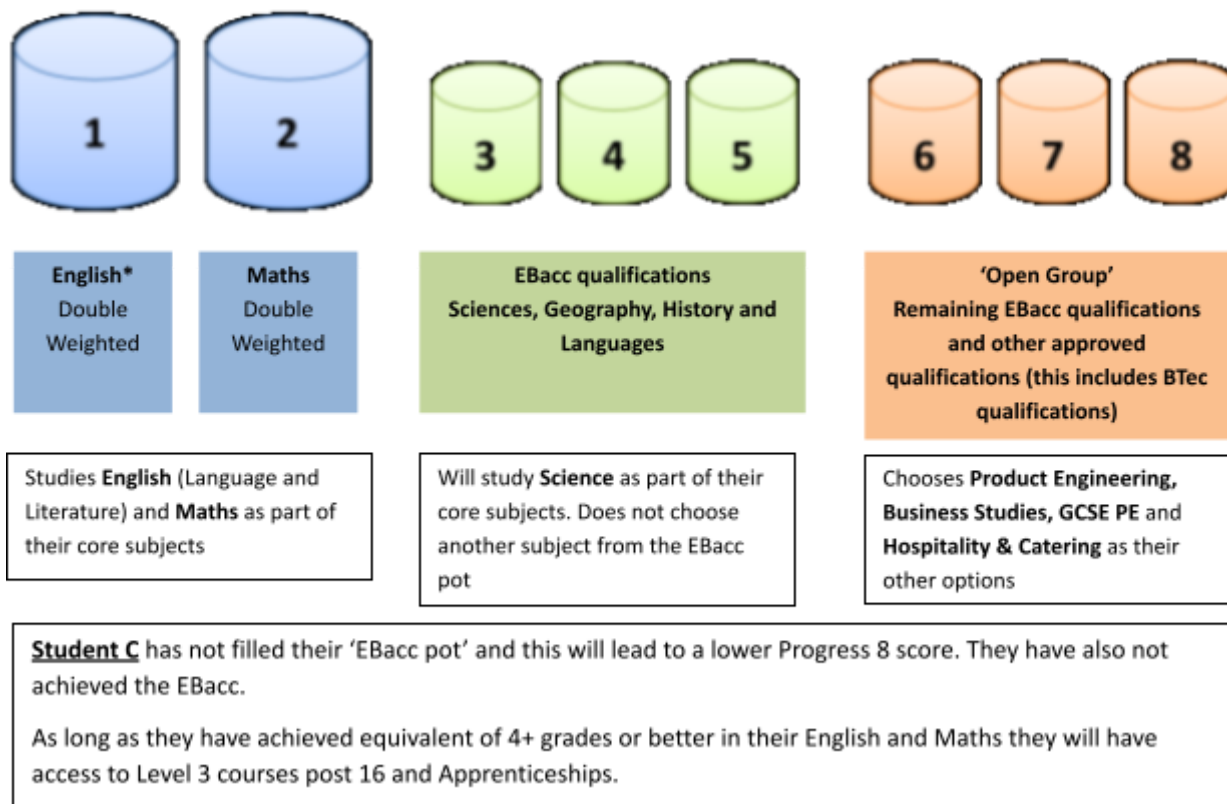 1
2
3
4
5
6
7
8
English*
Double
Weighted
Maths
Double
Weighted
EBacc qualifications
Sciences, Geography, History and
Languages
‘Open Group’
Remaining EBacc qualifications
and other approved
qualifications (this includes BTec
qualifications)
Studies English (Language and
Literature) and Maths as part of
their core subjects
Will study Science as part of their
core subjects. Does not choose
another subject from the EBacc
pot
Chooses Product Engineering,
Business Studies, GCSE PE and
Hospitality & Catering as their
other options
Student C has not filled their ‘EBacc pot’ and this will lead to a lower Progress 8 score. They have also not
achieved the EBacc.
As long as they have achieved equivalent of 4+ grades or better in their English and Maths they will have
access to Level 3 courses post 16 and Apprenticeships.